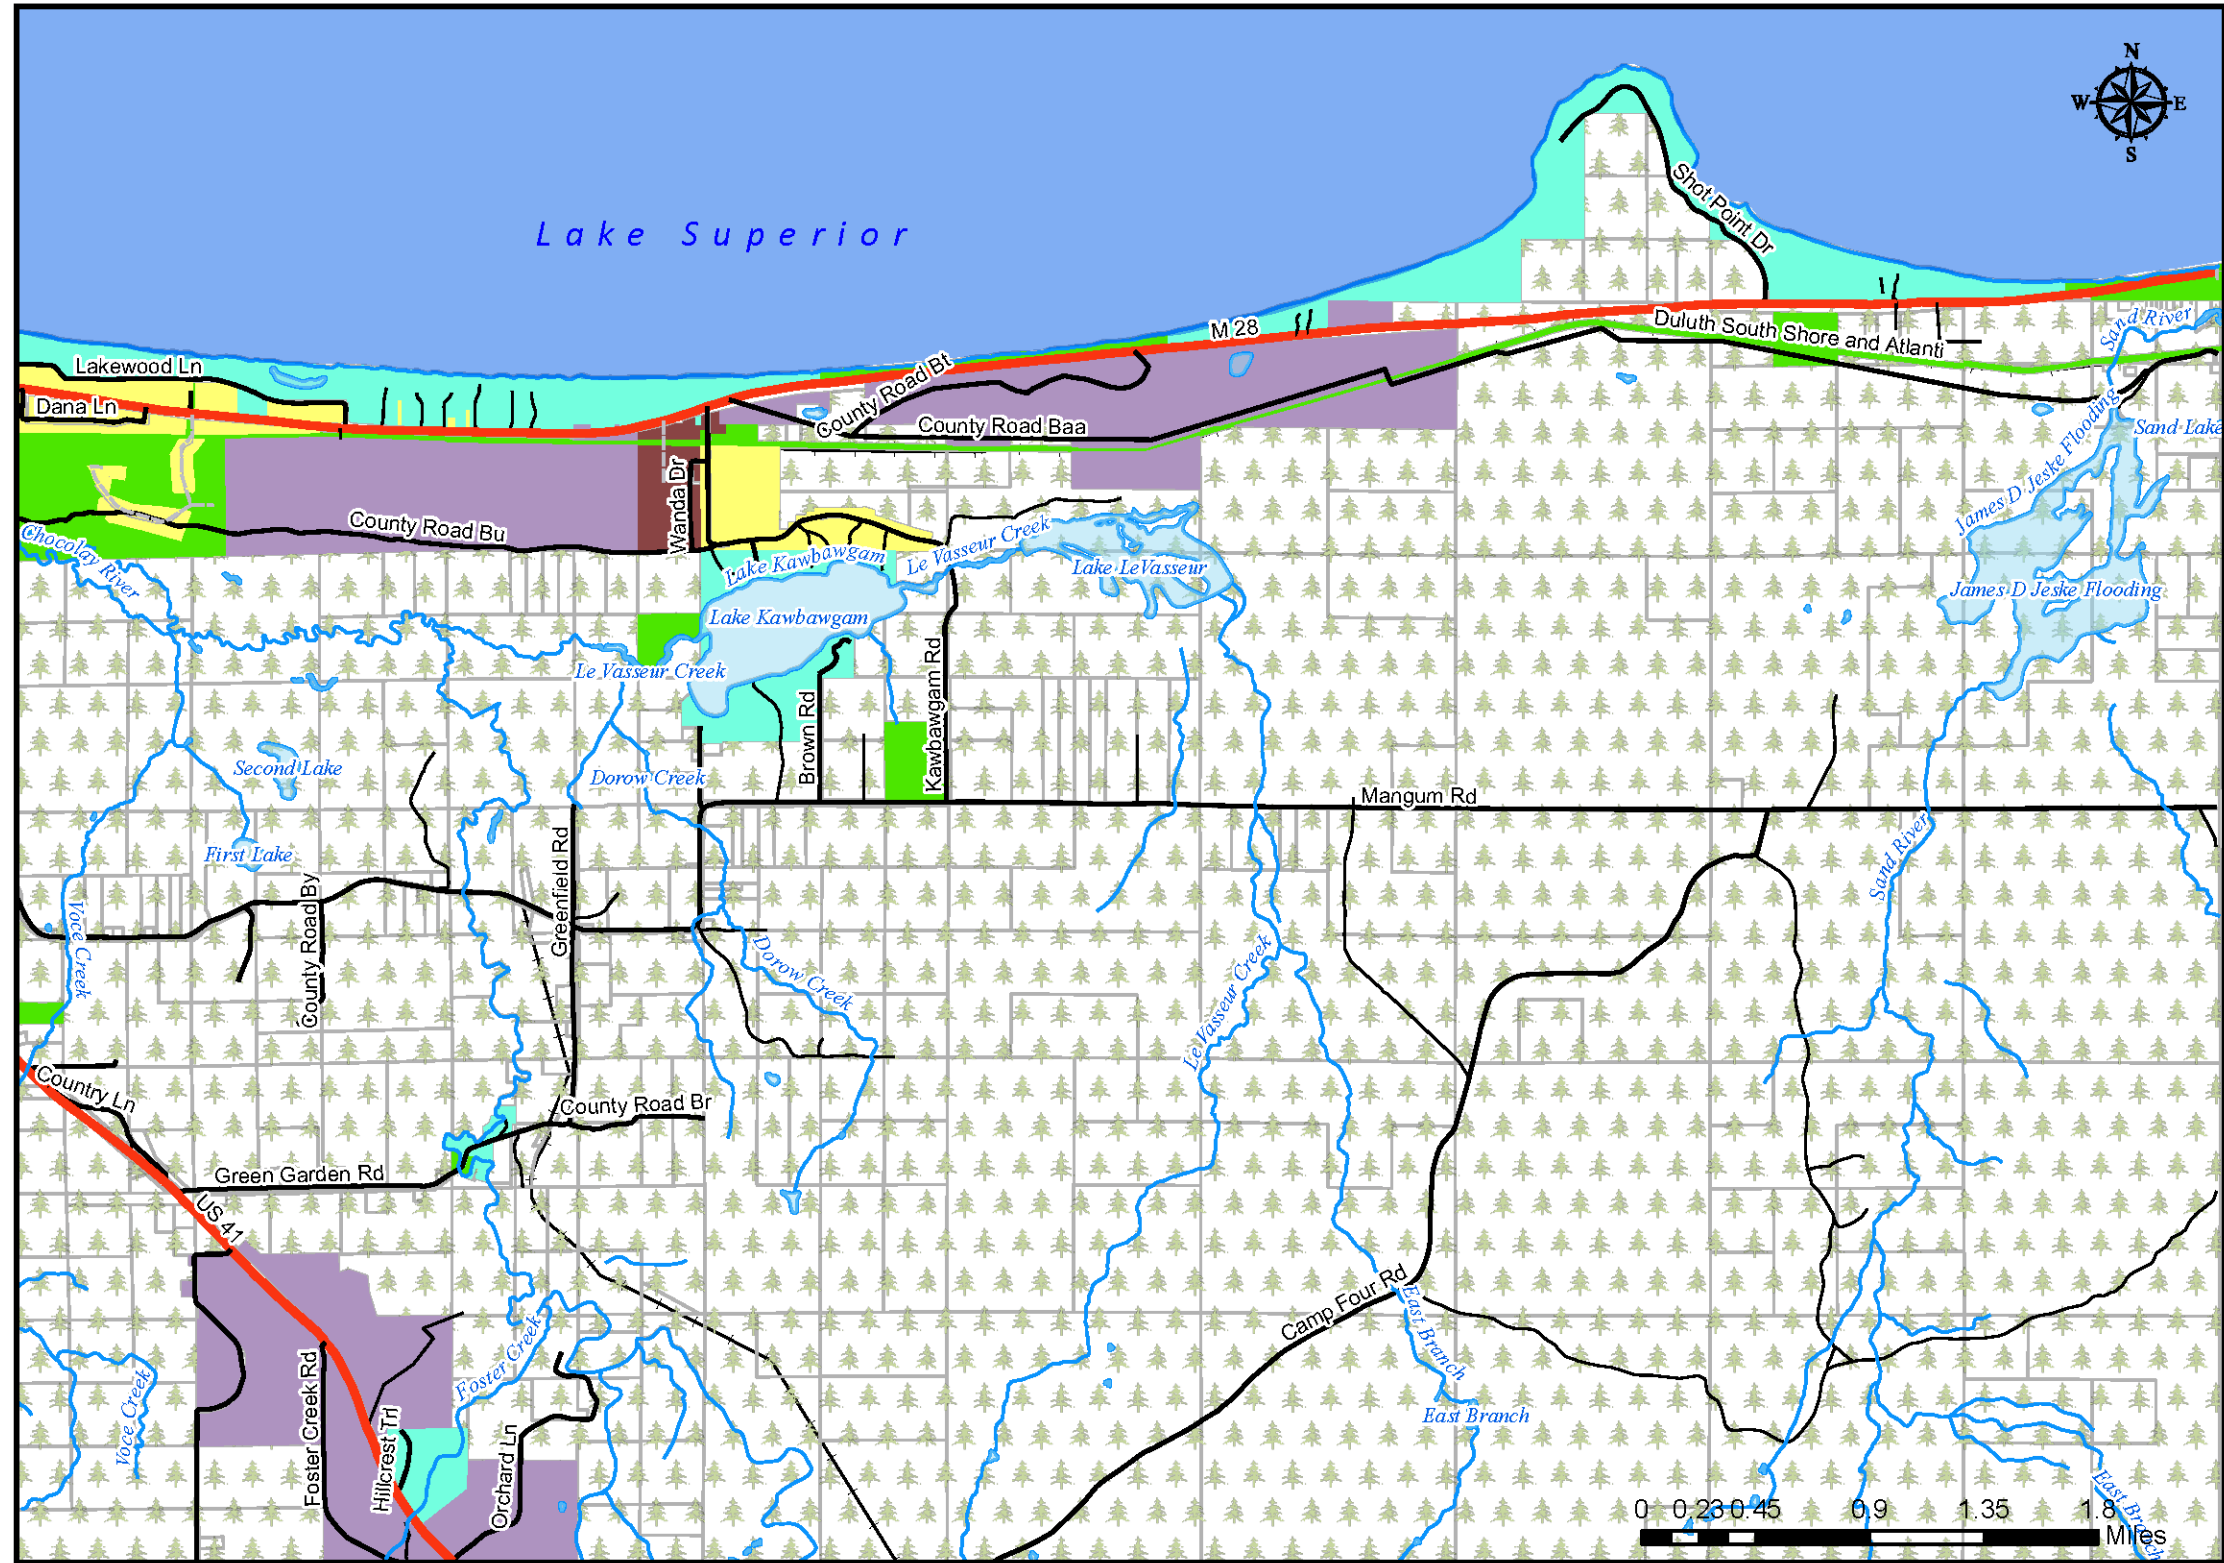 N
W E
S
Lake Superior
Shot Point Dr
M 28
Duluth South Shore and Atlanti
Sand River
Lakewood Ln
Dana Ln
County Road Bt
County Road Baa
Sand Lake
James D Jeske Flooding
Wanda Dr
County Road Bu
Chocolay River
Lake Kawbawgam
Le Vasseur Creek
Lake LeVasseur
James D Jeske Flooding
Lake Kawbawgam
Le Vasseur Creek
Second Lake
Dorow Creek
Brown Rd
Kawbawgam Rd
Mangum Rd
First Lake
Greenfield Rd
Sand River
Voce Creek
County Road By
Dorow Creek
Le Vasseur Creek
Country Ln
County Road Br
Green Garden Rd
US 41
Camp Four Rd
East Branch
Foster Creek
Voce Creek
Foster Creek Rd
Hillcrest Trl
Orchard Ln
East Branch
East Branch
0 0.23 0.45 0.9 1.35 1.8
Miles